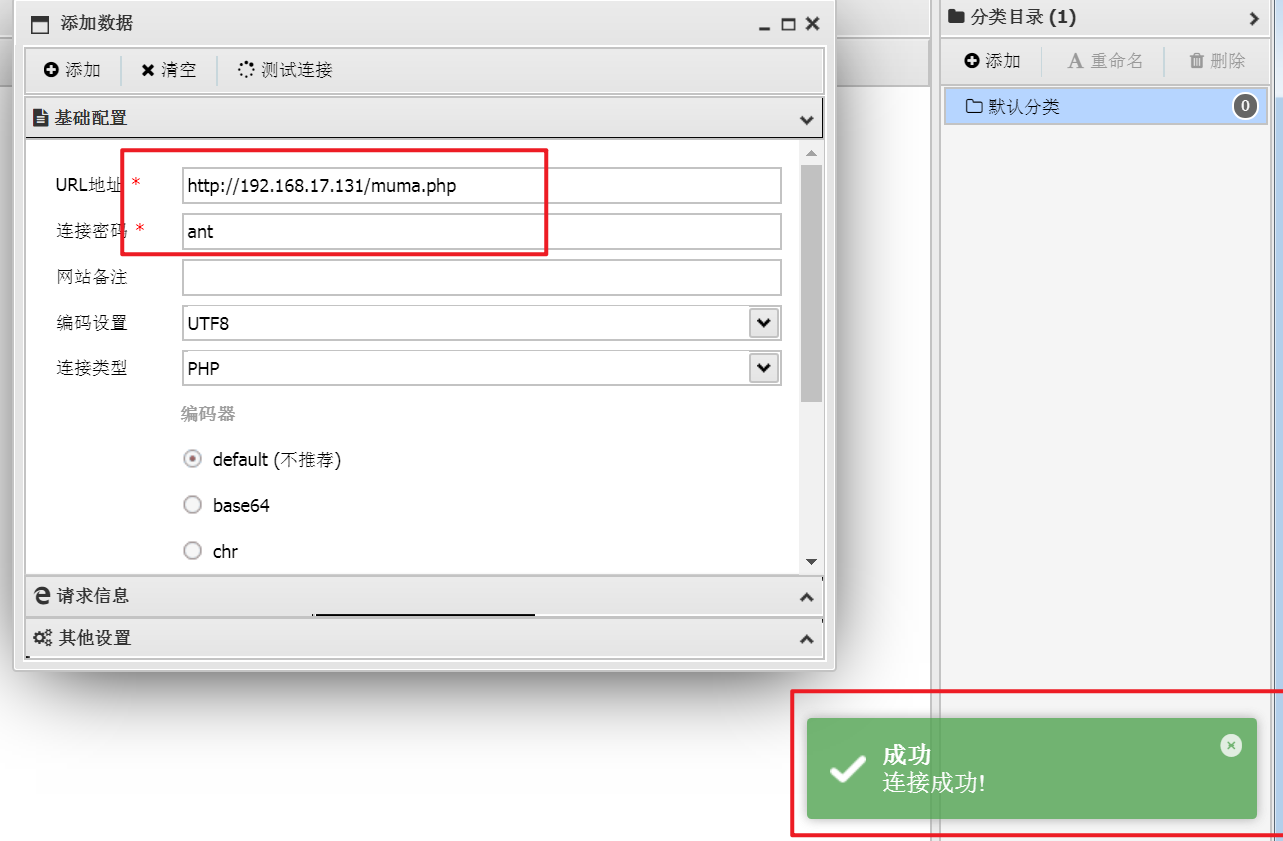 添加数据
添加 清空 测试连接
基础配置
URL地址 * http://192.168.17.131/muma.php
连接密码 * ant
网站备注
编码设置 UTF8
连接类型 PHP
编码器
default (不推荐)
base64
chr
请求信息
其他设置
分类目录 (1)
添加 重命名 删除
默认分类 0
成功
连接成功!